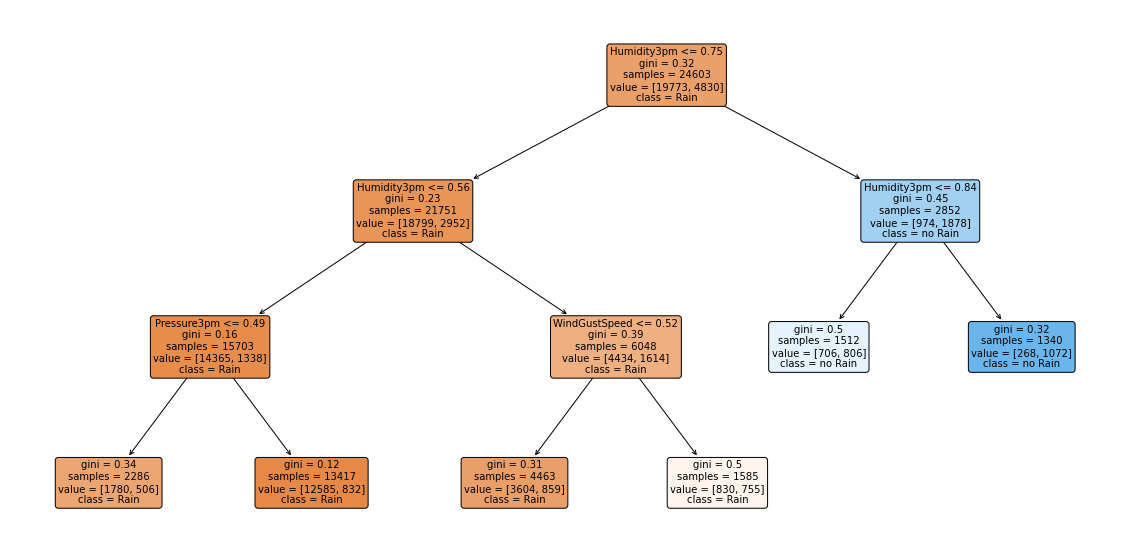 Humidity3pm <= 0.75
gini = 0.32
samples = 24603
value = [19773, 4830]
class = Rain
Humidity3pm <= 0.56
gini = 0.23
samples = 21751
value = [18799, 2952]
class = Rain
Humidity3pm <= 0.84
gini = 0.45
samples = 2852
value = [974, 1878]
class = no Rain
Pressure3pm <= 0.49
gini = 0.16
samples = 15703
value = [14365, 1338]
class = Rain
WindGustSpeed <= 0.52
gini = 0.39
samples = 6048
value = [4434, 1614]
class = Rain
gini = 0.5
samples = 1512
value = [706, 806]
class = no Rain
gini = 0.32
samples = 1340
value = [268, 1072]
class = no Rain
gini = 0.34
samples = 2286
value = [1780, 506]
class = Rain
gini = 0.12
samples = 13417
value = [12585, 832]
class = Rain
gini = 0.31
samples = 4463
value = [3604, 859]
class = Rain
gini = 0.5
samples = 1585
value = [830, 755]
class = Rain